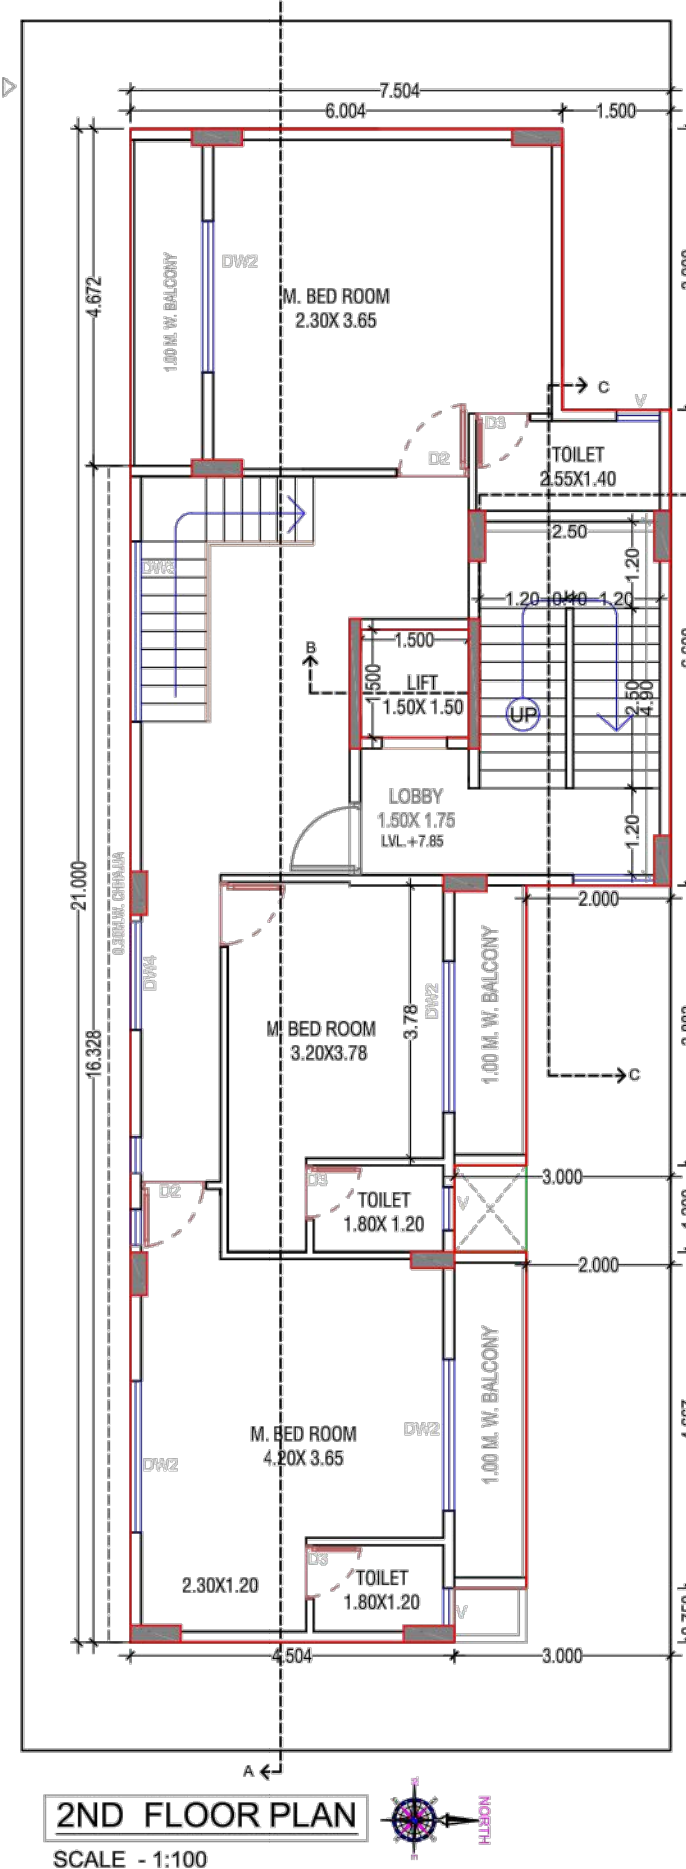 7.504
6.004
1.500
1.00 M. W. BALCONY
DW2
4.672
M. BED ROOM
2.30X 3.65
C
V
D3
D2
TOILET
2.55X1.40
2.50
1.20
1.20
1.20
DW3
B
1.500
1.500
LIFT
1.50X 1.50
2.50
4.90
UP
LOBBY
1.50X 1.75
LVL.+7.85
1.20
21.000
0.30M.W. CHHAJJA
2.000
DW4
M. BED ROOM
3.20X3.78
3.78
DW2
1.00 M. W. BALCONY
16.328
C
D2
D3
TOILET
1.80X 1.20
V
3.000
2.000
M. BED ROOM
4.20X 3.65
DW2
DW2
1.00 M. W. BALCONY
2.30X1.20
D3
TOILET
1.80X1.20
V
4.504
3.000
A
2ND FLOOR PLAN
NORTH
SCALE - 1:100